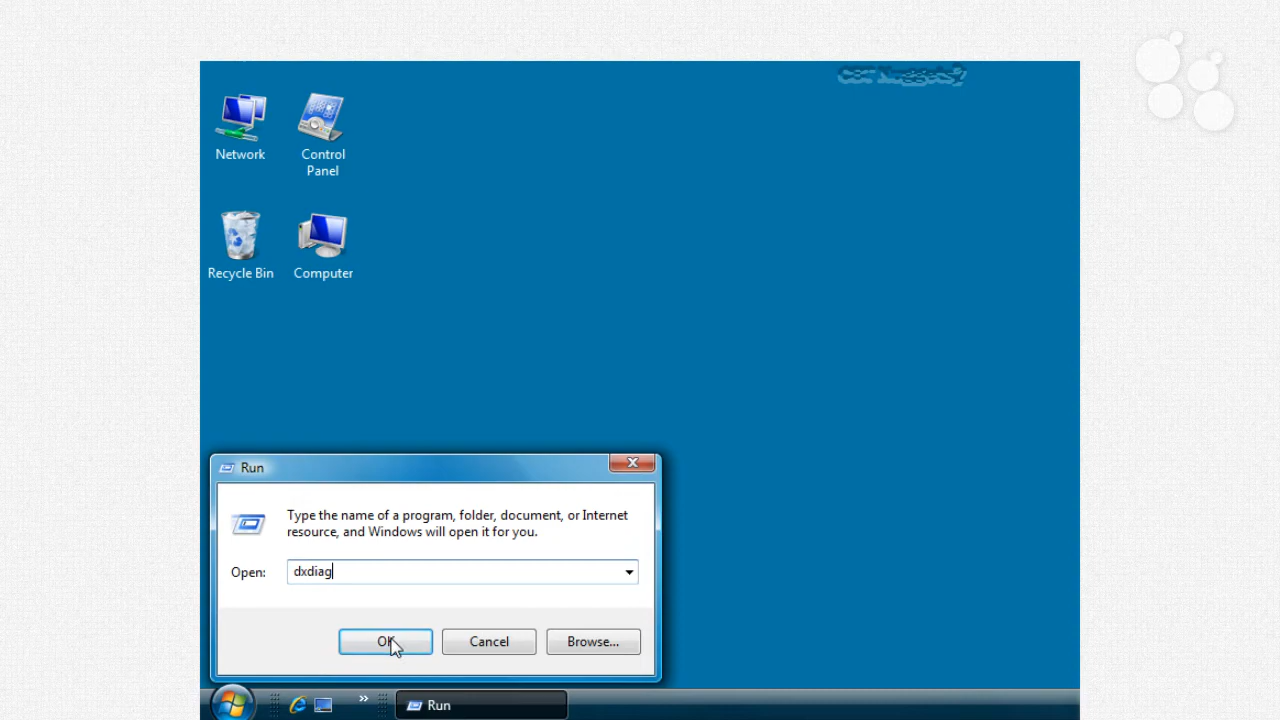 Network
Control
Panel
Recycle Bin
Computer
Run
Type the name of a program, folder, document, or Internet
resource, and Windows will open it for you.
Open:
dxdiag
OK
Cancel
Browse...
Run